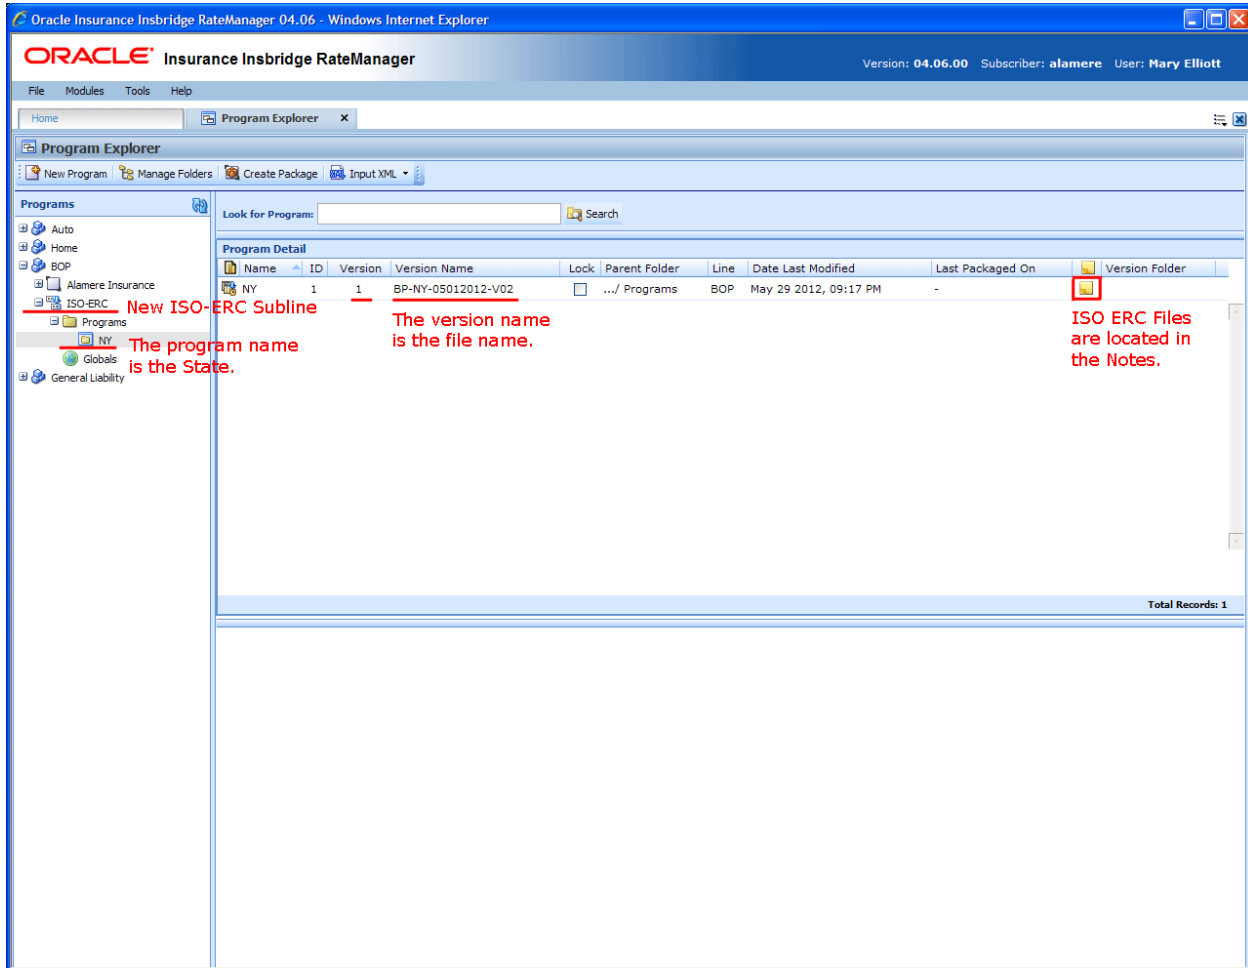 Oracle Insurance Insbridge RateManager 04.06 - Windows Internet Explorer
ORACLE Insurance Insbridge RateManager
Version: 04.06.00 Subscriber: alamere User: Mary Elliott
File Modules Tools Help
Home
Program Explorer x
Program Explorer
New Program Manage Folders Create Package Input XML
Programs
Auto
Home
BOP
Alamere Insurance
ISO-ERC
New ISO-ERC Subline
Programs
NY
The program name
is the State.
Globals
General Liability
Look for Program: Search
Program Detail
Name ID Version Version Name Lock Parent Folder Line Date Last Modified Last Packaged On Version Folder
NY 1 1 BP-NY-05012012-V02 .../ Programs BOP May 29 2012, 09:17 PM -
The version name
is the file name.
ISO ERC Files
are located in
the Notes.
Total Records: 1